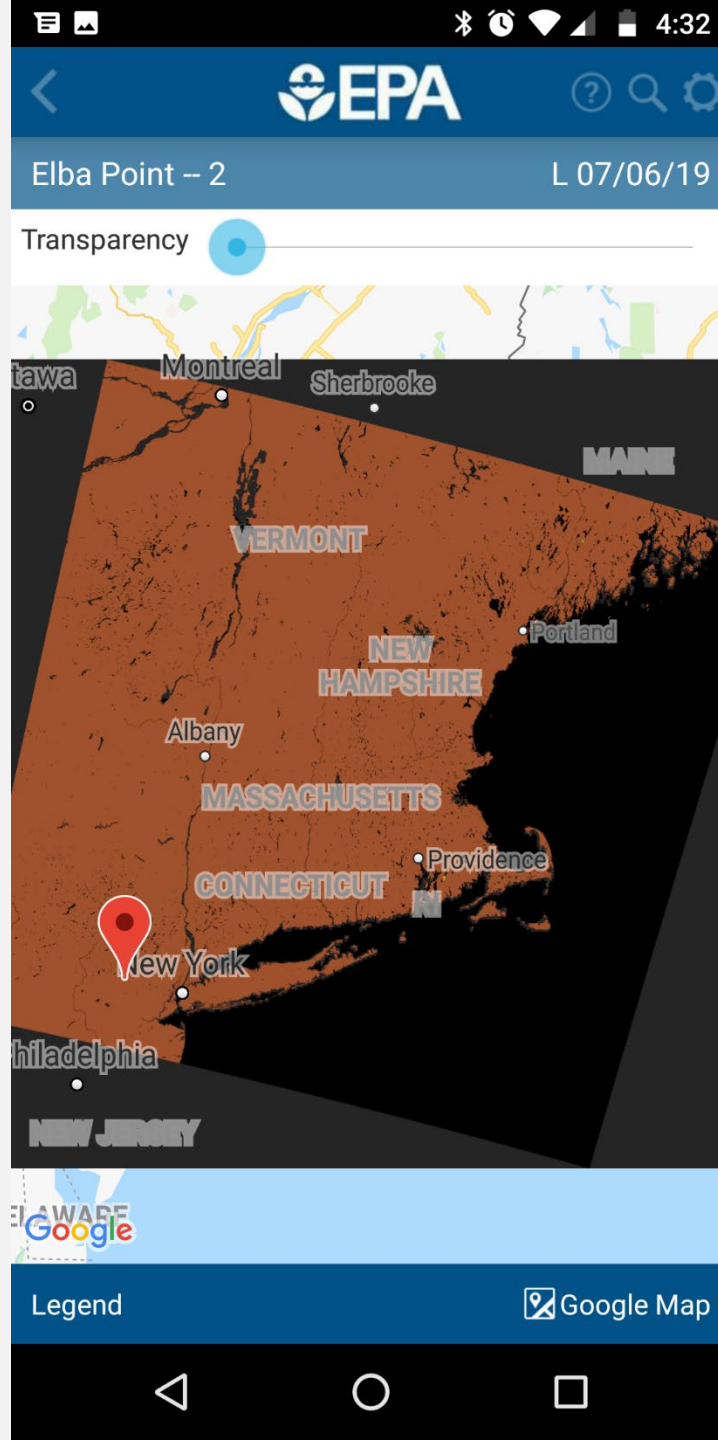 4:32
EPA
?
Elba Point -- 2
L 07/06/19
Transparency
tawa
Montreal
Sherbrooke
MAINE
VERMONT
Portland
NEW
HAMPSHIRE
Albany
MASSACHUSETTS
Providence
CONNECTICUT
RI
New York
hiladelphia
NEW JERSEY
ELAWARE
Google
Legend
Google Map